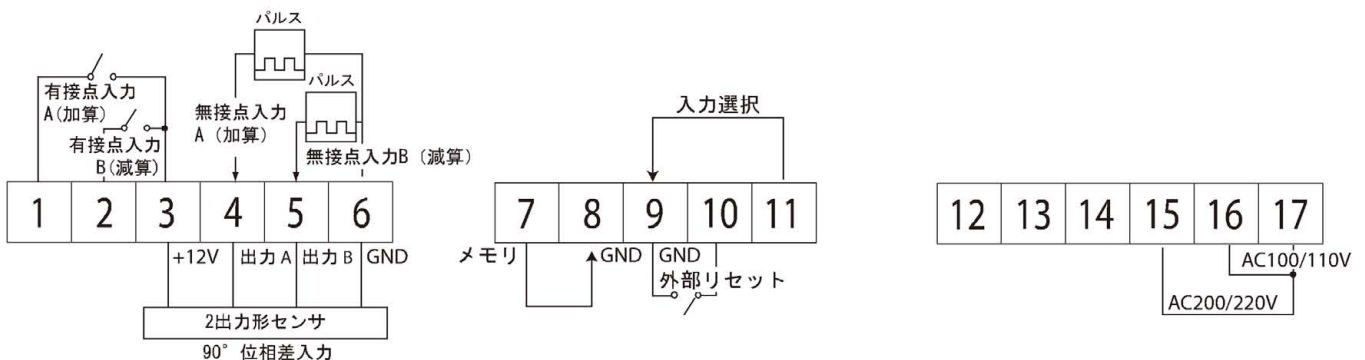 パルス
パルス
有接点入力
A(加算)
有接点入力
B(減算)
無接点入力
A (加算)
無接点入力B (減算)
入力選択
1 2 3 4 5 6
7 8 9 10 11
12 13 14 15 16 17
+12V 出力A 出力B GND
メモリ GND GND
外部リセット
AC100/110V
AC200/220V
2出力形センサ
90° 位相差入力